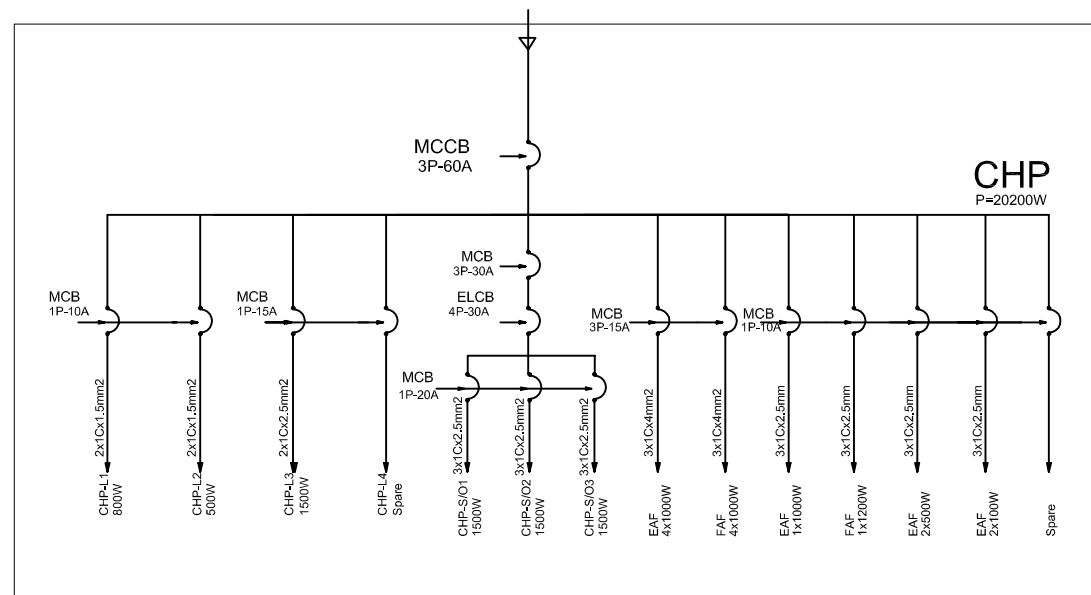 MCCB
3P-60A
CHP
P=20200W
MCB
3P-30A
ELCB
4P-30A
MCB
1P-10A
MCB
1P-15A
MCB
3P-15A
MCB
1P-10A
MCB
1P-20A
2x1Cx1.5mm2
2x1Cx1.5mm2
2x1Cx2.5mm2
3x1Cx2.5mm2
3x1Cx2.5mm2
3x1Cx2.5mm2
3x1Cx4mm2
3x1Cx4mm2
3x1Cx2.5mm
3x1Cx2.5mm
3x1Cx2.5mm
3x1Cx2.5mm
CHP-L1
800W
CHP-L2
500W
CHP-L3
1500W
CHP-L4
Spare
CHP-S/O1
1500W
CHP-S/O2
1500W
CHP-S/O3
1500W
EAF
4x1000W
FAF
4x1000W
EAF
1x1000W
FAF
1x1200W
EAF
2x500W
EAF
2x100W
Spare